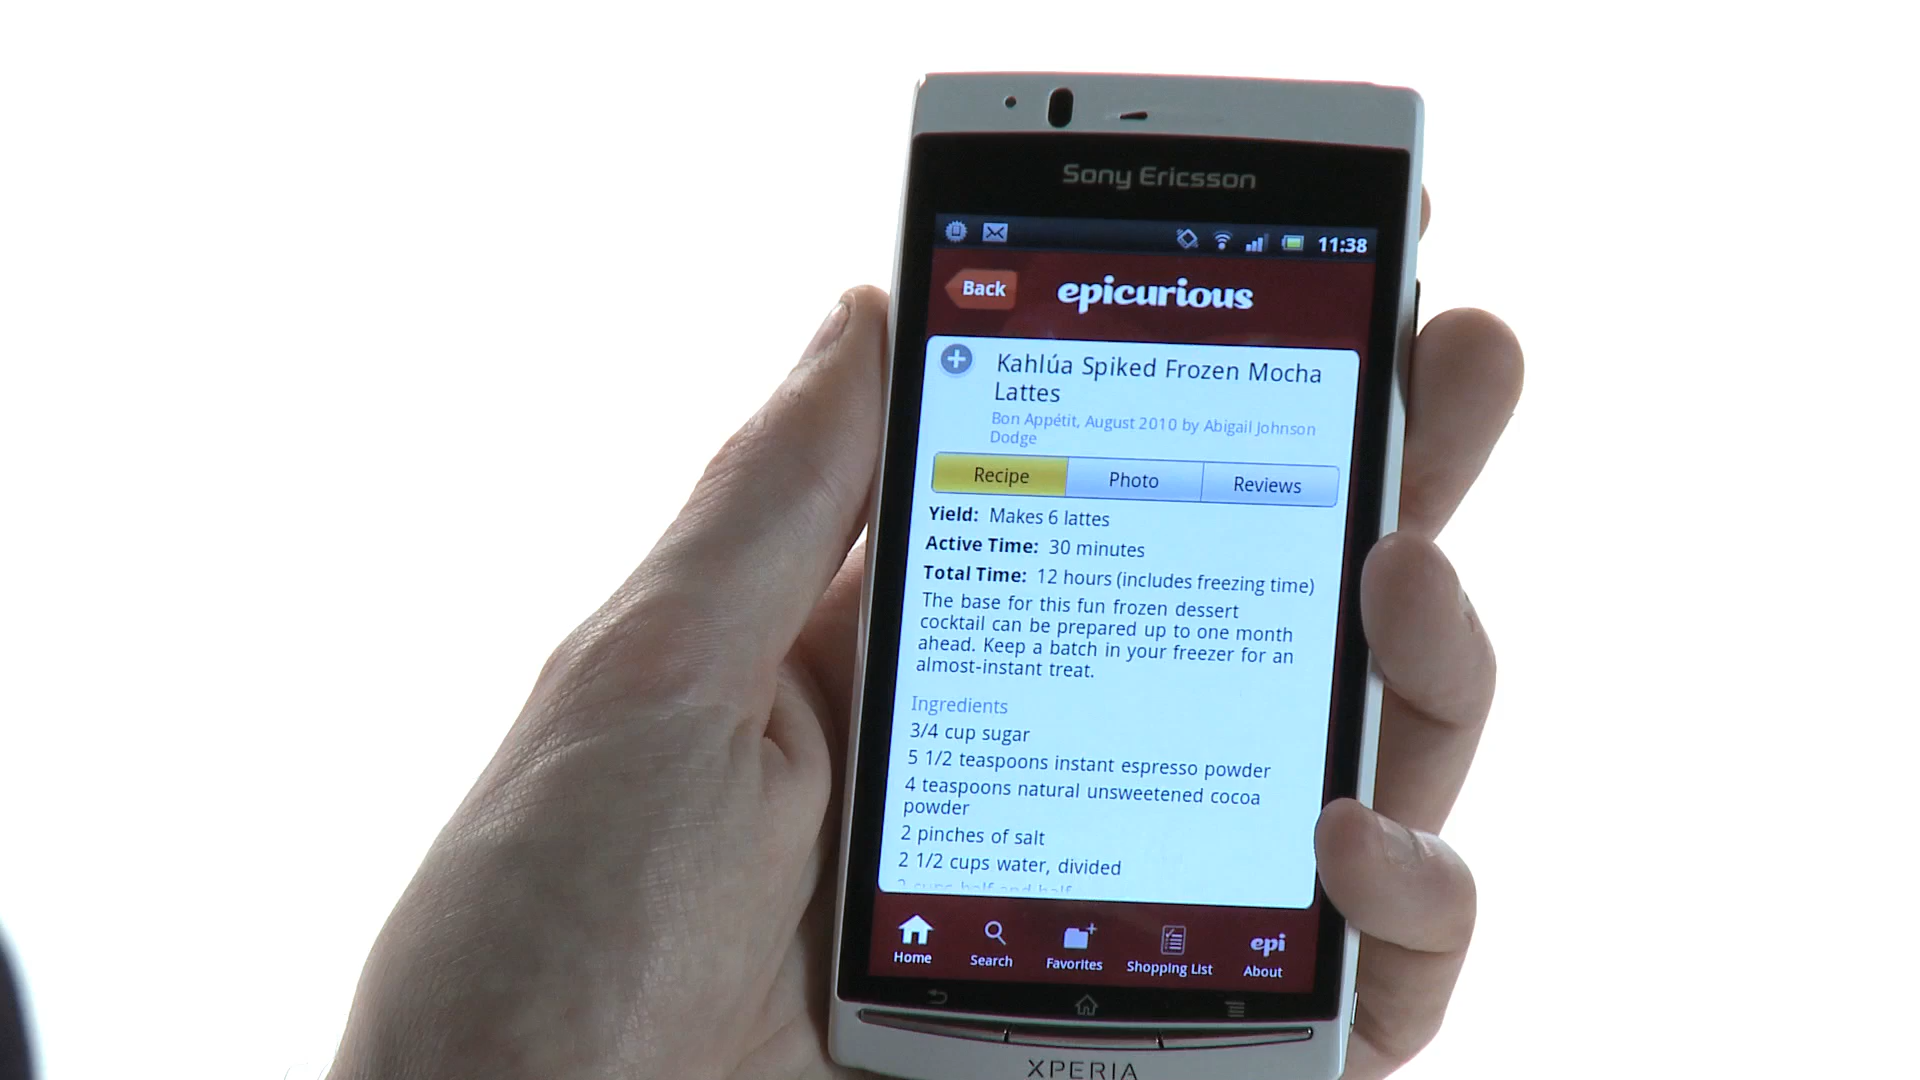 Sony Ericsson
11:38
Back
epicurious
Kahlúa Spiked Frozen Mocha
Lattes
Bon Appétit, August 2010 by Abigail Johnson
Dodge
Recipe Photo Reviews
Yield: Makes 6 lattes
Active Time: 30 minutes
Total Time: 12 hours (includes freezing time)
The base for this fun frozen dessert
cocktail can be prepared up to one month
ahead. Keep a batch in your freezer for an
almost-instant treat.
Ingredients
3/4 cup sugar
5 1/2 teaspoons instant espresso powder
4 teaspoons natural unsweetened cocoa
powder
2 pinches of salt
2 1/2 cups water, divided
2 cups half and half
epi
Home Search Favorites Shopping List About
XPERIA